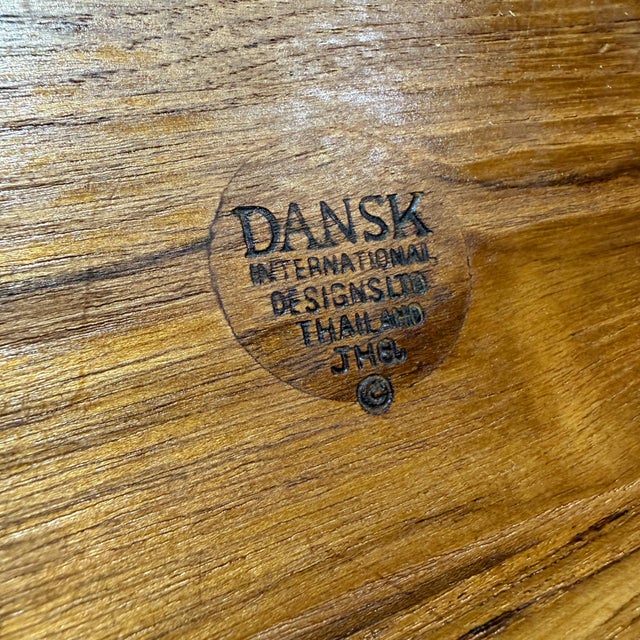 DANSK
INTERNATIONAL
DESIGNS LTD
THAILAND
JHQ
©